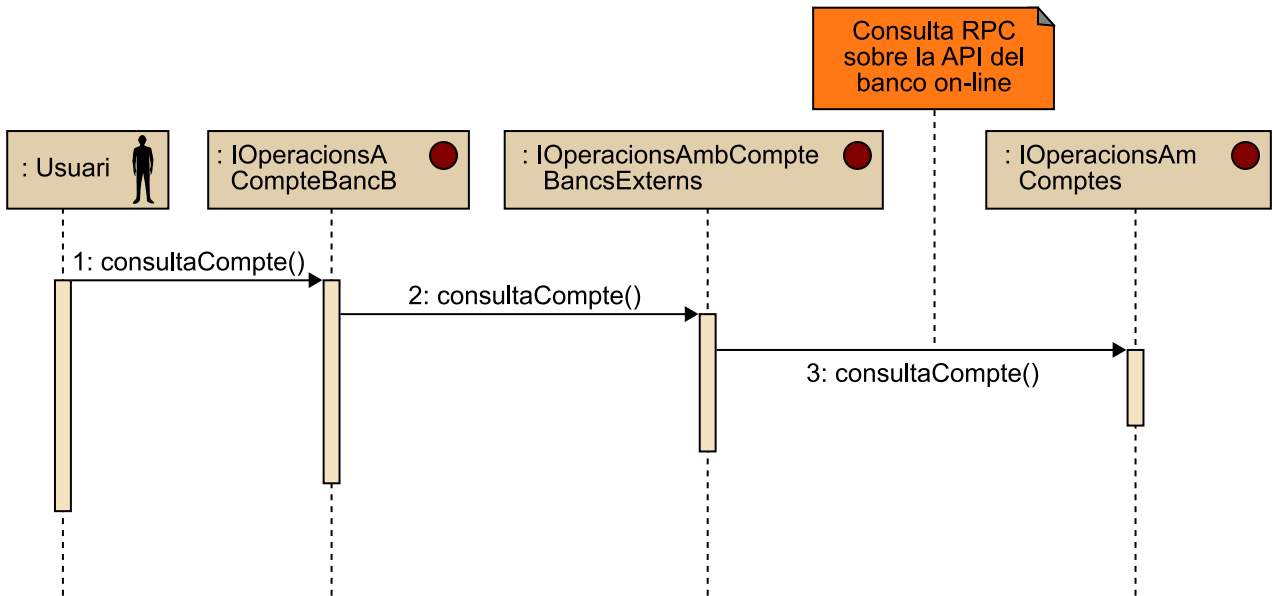 Consulta RPC
sobre la API del
banco on-line
: Usuari
: IOperacionsA
CompteBancB
: IOperacionsAmbCompte
BancsExterns
: IOperacionsAm
Comptes
1: consultaCompte()
2: consultaCompte()
3: consultaCompte()